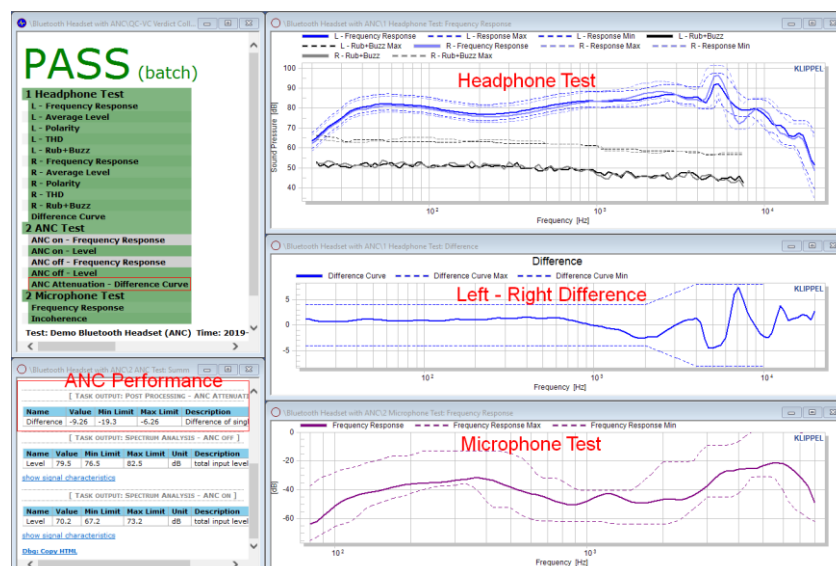 \Bluetooth Headset with ANC\QC-VC Verdict Coll...
PASS (batch)
1 Headphone Test
L - Frequency Response
L - Average Level
L - Polarity
L - THD
L - Rub+Buzz
R - Frequency Response
R - Average Level
R - Polarity
R - THD
R - Rub+Buzz
Difference Curve
2 ANC Test
ANC on - Frequency Response
ANC on - Level
ANC off - Frequency Response
ANC off - Level
ANC Attenuation - Difference Curve
2 Microphone Test
Frequency Response
Incoherence
Test: Demo Bluetooth Headset (ANC) Time: 2019-
\Bluetooth Headset with ANC\2 ANC Test: Summ
ANC Performance
[ TASK OUTPUT: POST PROCESSING - ANC ATTENUATI
Name Value Min Limit Max Limit Description
Difference -9.26 -19.3 -6.26 Difference of singl
[ TASK OUTPUT: SPECTRUM ANALYSIS - ANC OFF ]
Name Value Min Limit Max Limit Unit Description
Level 79.5 76.5 82.5 dB total input level
show signal characteristics
[ TASK OUTPUT: SPECTRUM ANALYSIS - ANC ON ]
Name Value Min Limit Max Limit Unit Description
Level 70.2 67.2 73.2 dB total input level
show signal characteristics
Dbg: Copy HTML
\Bluetooth Headset with ANC\1 Headphone Test: Frequency Response
L - Frequency Response L - Response Max L - Response Min L - Rub+Buzz
L - Rub+Buzz Max R - Frequency Response R - Response Max R - Response Min
R - Rub+Buzz R - Rub+Buzz Max
Headphone Test
KLIPPEL
Sound Pressure [dB]
100
90
80
70
60
50
40
10² 10³ 10⁴
Frequency [Hz]
\Bluetooth Headset with ANC\1 Headphone Test: Difference
Difference
Difference Curve Difference Curve Max Difference Curve Min
KLIPPEL
Left - Right Difference
5
0
-5
10² 10³ 10⁴
Frequency [Hz]
\Bluetooth Headset with ANC\2 Microphone Test: Frequency Response
Frequency Response Frequency Response Max Frequency Response Min
Microphone Test
KLIPPEL
[dB]
0
-20
-40
-60
10² 10³
Frequency [Hz]